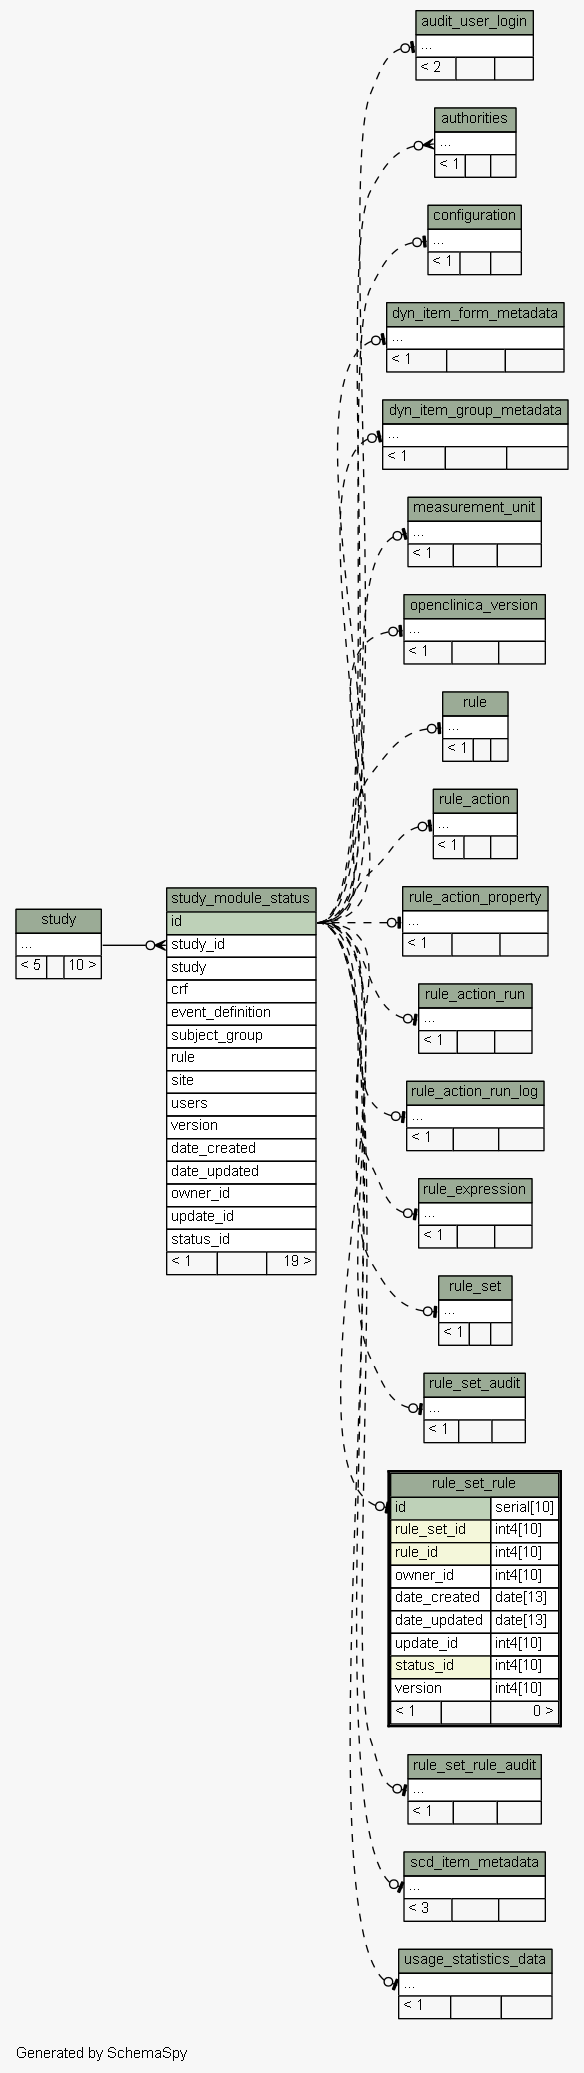 audit_user_login
...
< 2
authorities
...
< 1
configuration
...
< 1
dyn_item_form_metadata
...
< 1
dyn_item_group_metadata
...
< 1
measurement_unit
...
< 1
openclinica_version
...
< 1
rule
...
< 1
rule_action
...
< 1
study
...
< 5 10 >
study_module_status
id
study_id
study
crf
event_definition
subject_group
rule
site
users
version
date_created
date_updated
owner_id
update_id
status_id
< 1 19 >
rule_action_property
...
< 1
rule_action_run
...
< 1
rule_action_run_log
...
< 1
rule_expression
...
< 1
rule_set
...
< 1
rule_set_audit
...
< 1
rule_set_rule
id serial[10]
rule_set_id int4[10]
rule_id int4[10]
owner_id int4[10]
date_created date[13]
date_updated date[13]
update_id int4[10]
status_id int4[10]
version int4[10]
< 1 0 >
rule_set_rule_audit
...
< 1
scd_item_metadata
...
< 3
usage_statistics_data
...
< 1
Generated by SchemaSpy